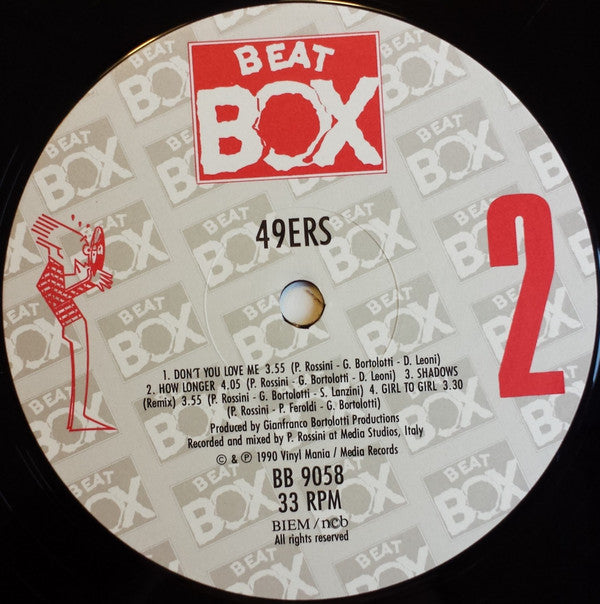 BEAT
BOX
49ERS
2
1. DON'T YOU LOVE ME 3.55 (P. Rossini - G. Bortolotti - D. Leoni)
2. HOW LONGER 4.05 (P. Rossini - G. Bortolotti - D. Leoni) 3. SHADOWS
(Remix) 3.55 (P. Rossini - G. Bortolotti - S. Lanzini) 4. GIRL TO GIRL 3.30
(P. Rossini - P. Feroldi - G. Bortolotti)
Produced by Gianfranco Bortolotti Productions
Recorded and mixed by P. Rossini at Media Studios, Italy
© & ℗ 1990 Vinyl Mania / Media Records
BB 9058
33 RPM
BIEM / ncb
All rights reserved